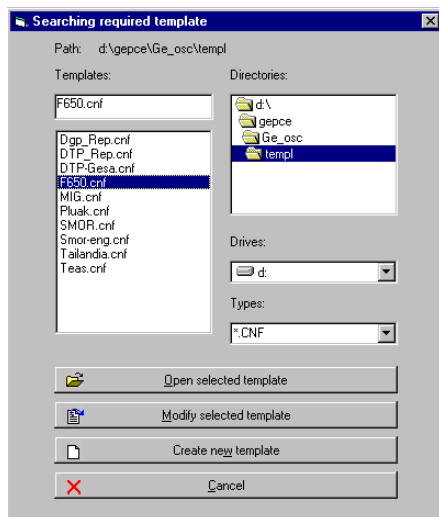 Searching required template
Path: d:\gepce\Ge_osc\templ
Templates:
F650.cnf
Dgp_Rep.cnf
DTP_Rep.cnf
DTP-Gesa.cnf
F650.cnf
MIG.cnf
Pluak.cnf
SMOR.cnf
Smor-eng.cnf
Tailandia.cnf
Teas.cnf
Directories:
d:\
gepce
Ge_osc
templ
Drives:
d:
Types:
*.CNF
Open selected template
Modify selected template
Create new template
Cancel